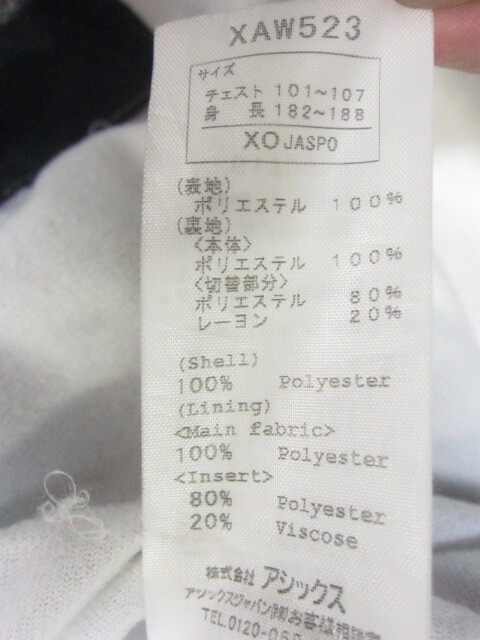 XAW523
サイズ
チェスト 101~107
身 長 182~188
XO JASPO
(表地)
ポリエステル 100%
(裏地)
<本体>
ポリエステル 100%
<切替部分>
ポリエステル 80%
レーヨン 20%
(Shell)
100% Polyester
(Lining)
<Main fabric>
100% Polyester
<Insert>
80% Polyester
20% Viscose
株式会社 アシックス
アシックスジャパン(株)お客様相談
TEL.0120-0